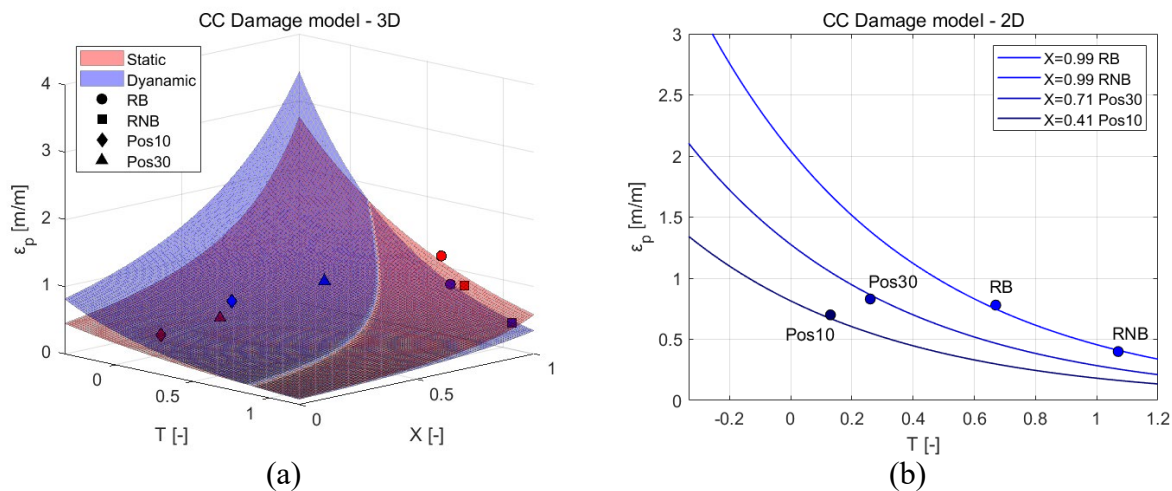 CC Damage model - 3D
Static
Dyanamic
RB
RNB
Pos10
Pos30
4
3
2
1
0
ε_p [m/m]
0
0.5
1
T [-]
0
0.5
1
X [-]
(a)
CC Damage model - 2D
X=0.99 RB
X=0.99 RNB
X=0.71 Pos30
X=0.41 Pos10
3
2.5
2
1.5
1
0.5
0
ε_p [m/m]
Pos10
Pos30
RB
RNB
-0.2 0 0.2 0.4 0.6 0.8 1 1.2
T [-]
(b)